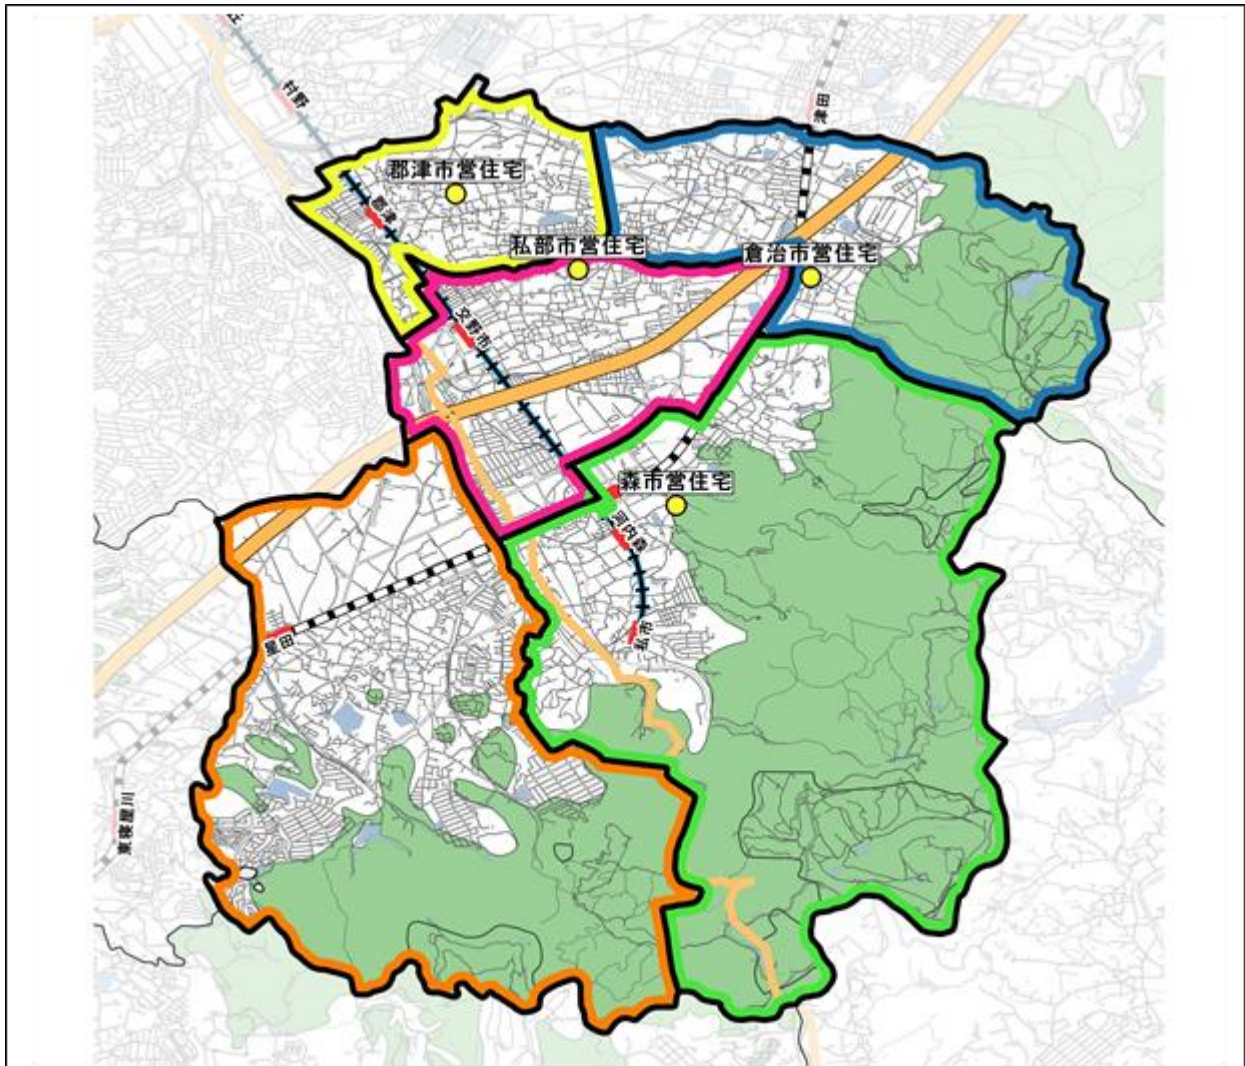 村野
津田
郡津市営住宅
郡津
私部市営住宅
倉治市営住宅
交野市
森市営住宅
河内森
私市
星田
東寝屋川